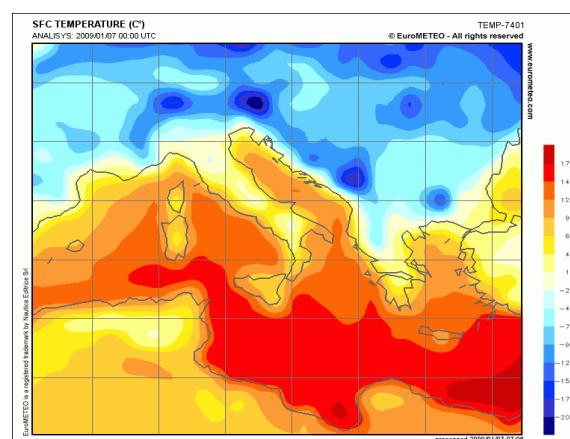 SFC TEMPERATURE (C°)
TEMP-7401
ANALISYS: 2009/01/07 00:00 UTC
© EuroMETEO - All rights reserved
www.eurometeo.com
EuroMETEO is a registered trademark by Nautica Editrice Srl
17
14
12
9
6
4
1
-2
-4
-7
-9
-12
-15
-17
-20